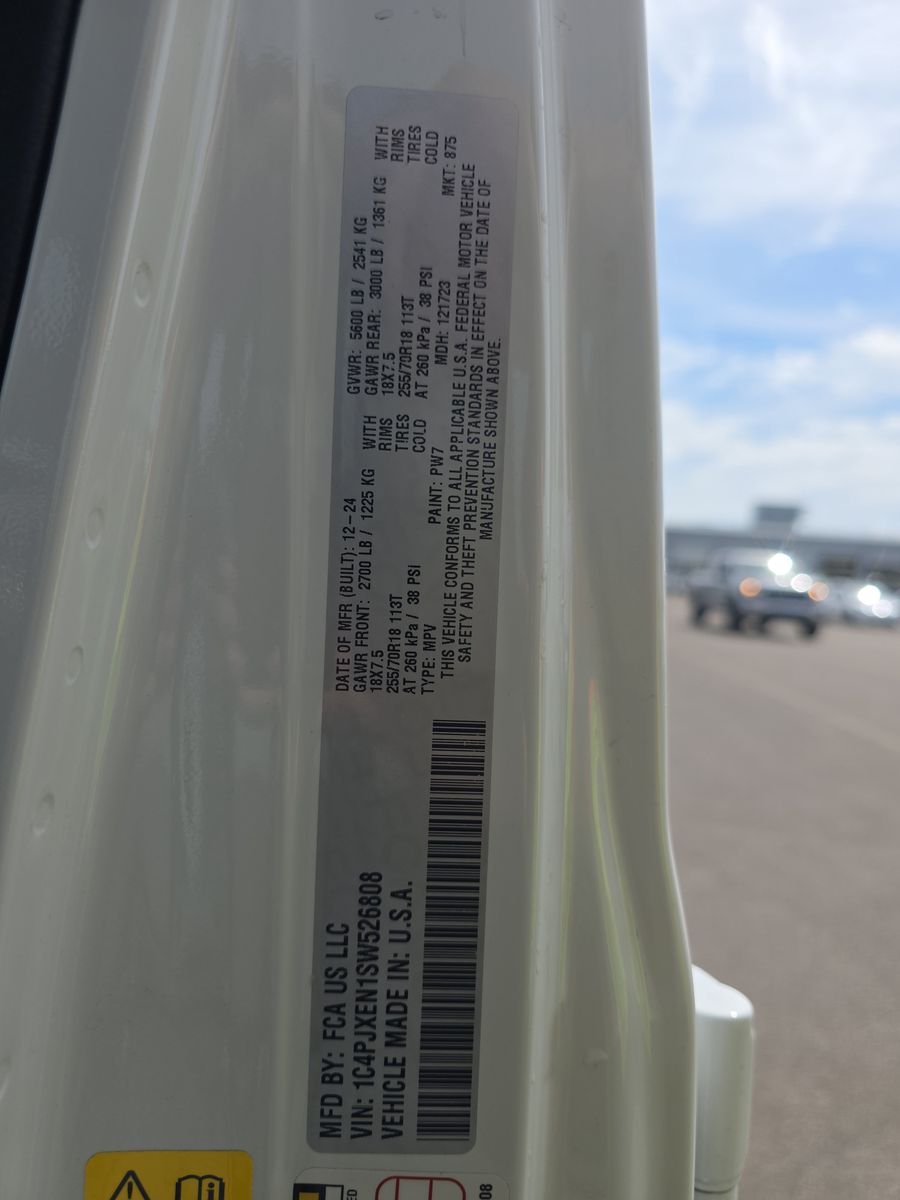 MFD BY: FCA US LLC
VIN: 1C4PJXEN1SW526808
VEHICLE MADE IN: U.S.A.
DATE OF MFR (BUILT): 12-24 GVWR: 5600 LB / 2541 KG
GAWR FRONT: 2700 LB / 1225 KG WITH GAWR REAR: 3000 LB / 1361 KG WITH
18X7.5 RIMS 18X7.5 RIMS
255/70R18 113T TIRES 255/70R18 113T TIRES
AT 260 kPa / 38 PSI COLD AT 260 kPa / 38 PSI COLD
TYPE: MPV PAINT: PW7 MDH: 121723 MKT: 875
THIS VEHICLE CONFORMS TO ALL APPLICABLE U.S.A. FEDERAL MOTOR VEHICLE
SAFETY AND THEFT PREVENTION STANDARDS IN EFFECT ON THE DATE OF
MANUFACTURE SHOWN ABOVE.
ED
08